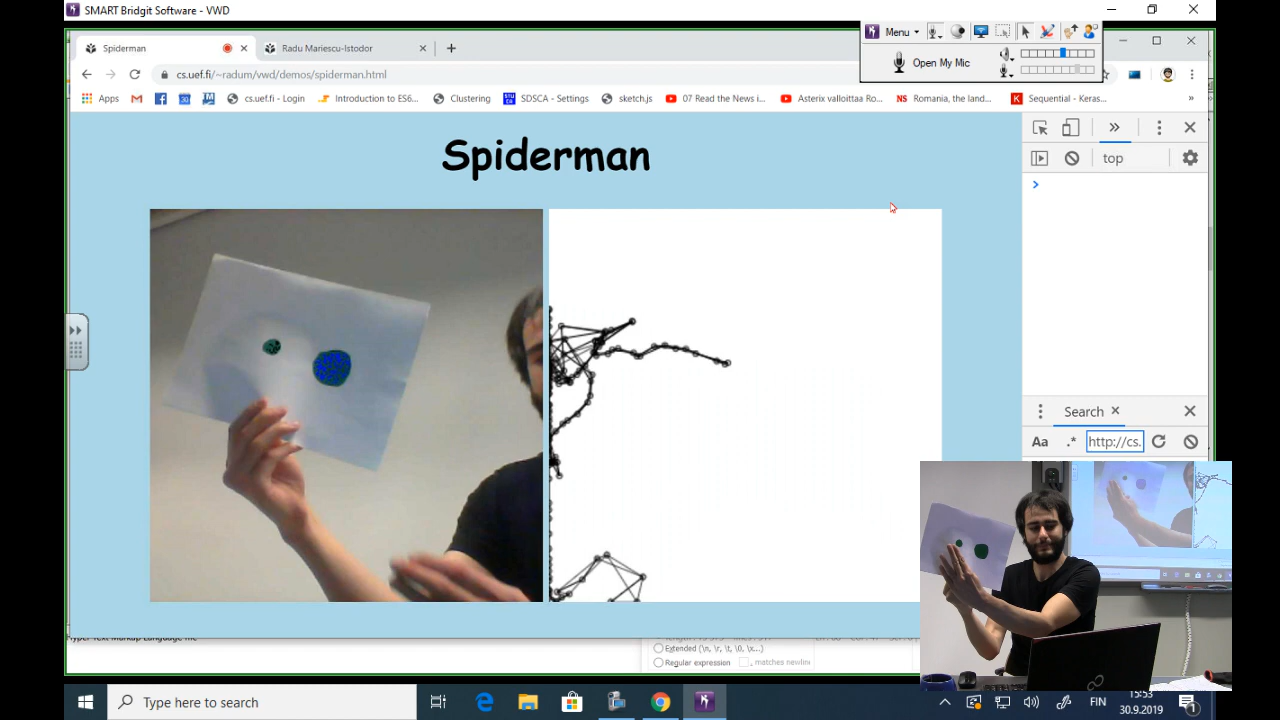 SMART Bridgit Software - VWD
Menu
Open My Mic
Spiderman
Radu Mariescu-Istodor
cs.uef.fi/~radum/vwd/demos/spiderman.html
Apps
cs.uef.fi - Login
Introduction to ES6...
Clustering
SDSCA - Settings
sketch.js
07 Read the News i...
Asterix valloittaa Ro...
NS Romania, the land...
K Sequential - Keras...
»
Spiderman
» top
>
Search
Aa .* http://cs.
Hyper Text Markup Language file
Extended (\n, \r, \t, \0, \x...)
Regular expression
. matches newlin
Type here to search
FIN
15:53
30.9.2019
1